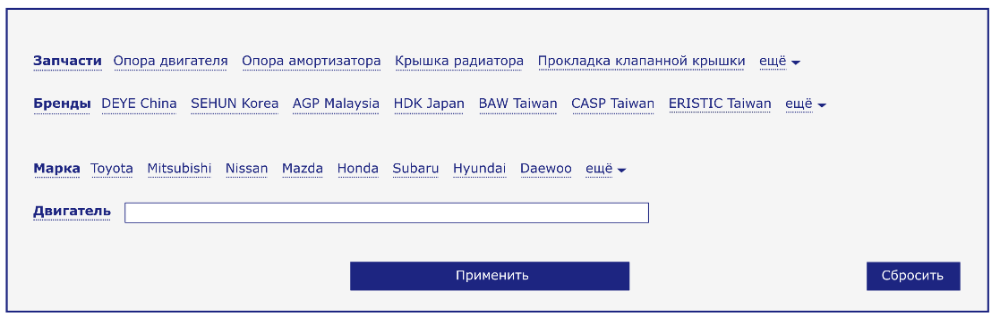 Запчасти Опора двигателя Опора амортизатора Крышка радиатора Прокладка клапанной крышки ещё
Бренды DEYE China SEHUN Korea AGP Malaysia HDK Japan BAW Taiwan CASP Taiwan ERISTIC Taiwan ещё
Марка Toyota Mitsubishi Nissan Mazda Honda Subaru Hyundai Daewoo ещё
Двигатель
Применить Сбросить